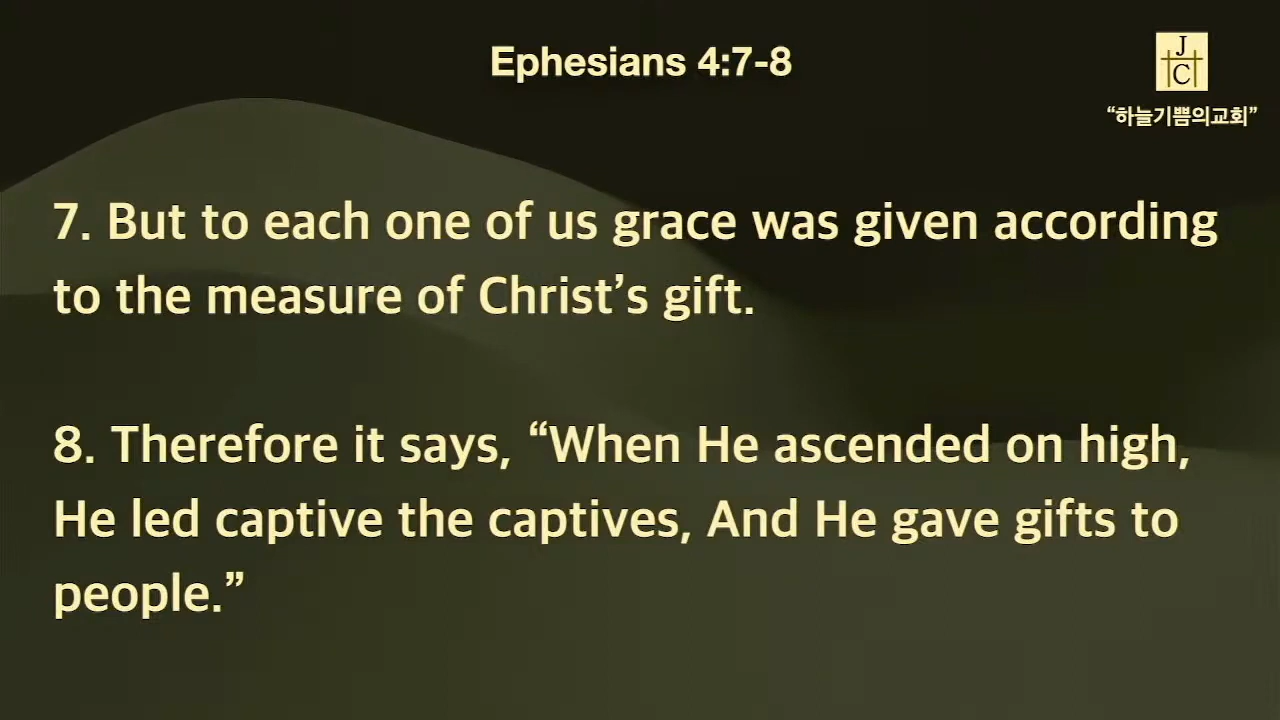 Ephesians 4:7-8
J
C
“하늘기쁨의교회”
7. But to each one of us grace was given according
to the measure of Christ’s gift.
8. Therefore it says, “When He ascended on high,
He led captive the captives, And He gave gifts to
people.”